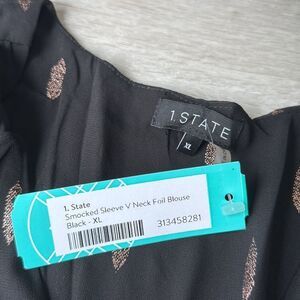 1.STATE
XL
1. State
Smocked Sleeve V Neck Foil Blouse
Black - XL
313458281